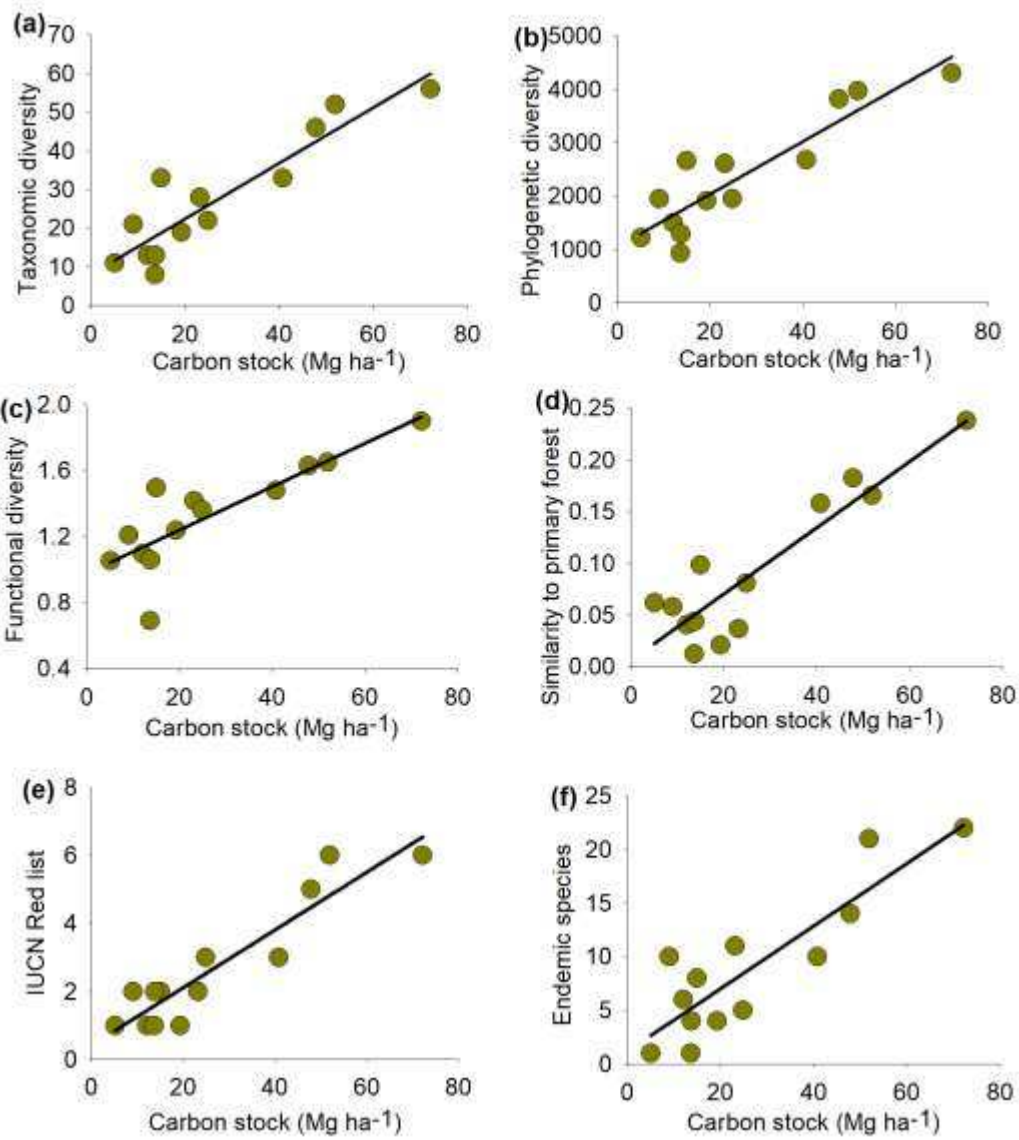 (a)
Taxonomic diversity
70
60
50
40
30
20
10
0
0 20 40 60 80
Carbon stock (Mg ha-1)
(b)
Phylogenetic diversity
5000
4000
3000
2000
1000
0
0 20 40 60 80
Carbon stock (Mg ha-1)
(c)
Functional diversity
2.0
1.6
1.2
0.8
0.4
0 20 40 60 80
Carbon stock (Mg ha-1)
(d)
Similarity to primary forest
0.25
0.20
0.15
0.10
0.05
0.00
0 20 40 60 80
Carbon stock (Mg ha-1)
(e)
IUCN Red list
8
6
4
2
0
0 20 40 60 80
Carbon stock (Mg ha-1)
(f)
Endemic species
25
20
15
10
5
0
0 20 40 60 80
Carbon stock (Mg ha-1)